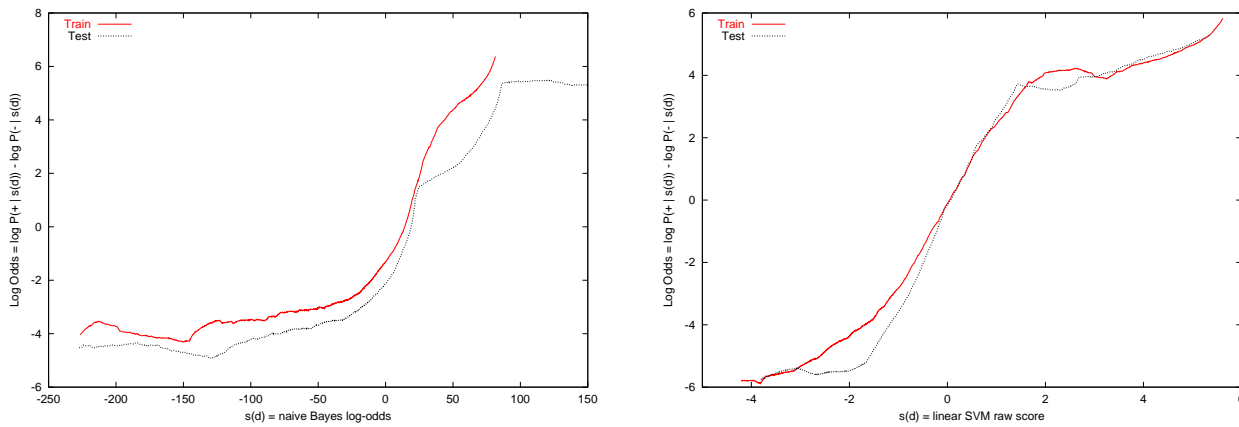 Train
Test
Log Odds = log P(+ | s(d)) - log P(- | s(d))
8
6
4
2
0
-2
-4
-6
-250 -200 -150 -100 -50 0 50 100 150
s(d) = naive Bayes log-odds
Train
Test
Log Odds = log P(+ | s(d)) - log P(- | s(d))
6
4
2
0
-2
-4
-6
-4 -2 0 2 4 6
s(d) = linear SVM raw score